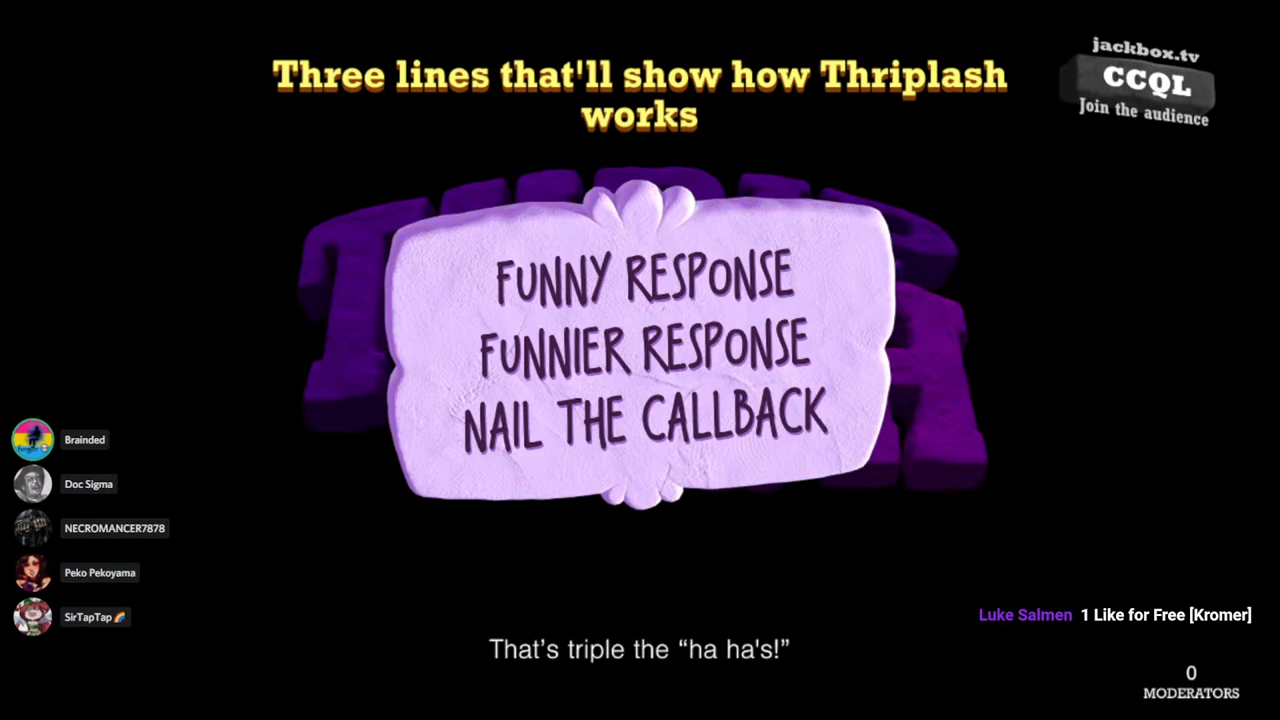 Three lines that'll show how Thriplash
works
jackbox.tv
CCQL
Join the audience
FUNNY RESPONSE
FUNNIER RESPONSE
NAIL THE CALLBACK
Brainded
Doc Sigma
NECROMANCER7878
Peko Pekoyama
SirTapTap🌈
Luke Salmen 1 Like for Free [Kromer]
That's triple the “ha ha's!”
0
MODERATORS